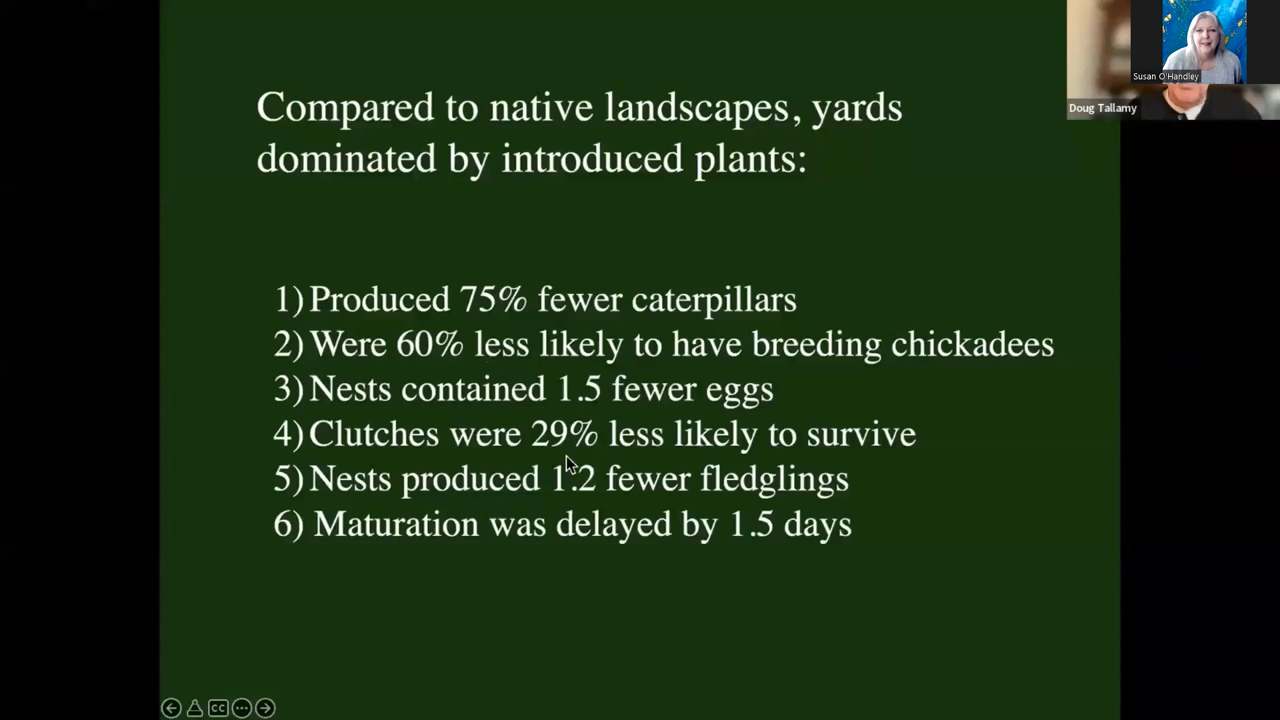 Compared to native landscapes, yards
dominated by introduced plants:
1) Produced 75% fewer caterpillars
2) Were 60% less likely to have breeding chickadees
3) Nests contained 1.5 fewer eggs
4) Clutches were 29% less likely to survive
5) Nests produced 1.2 fewer fledglings
6) Maturation was delayed by 1.5 days
Susan O'Handley
Doug Tallamy
CC